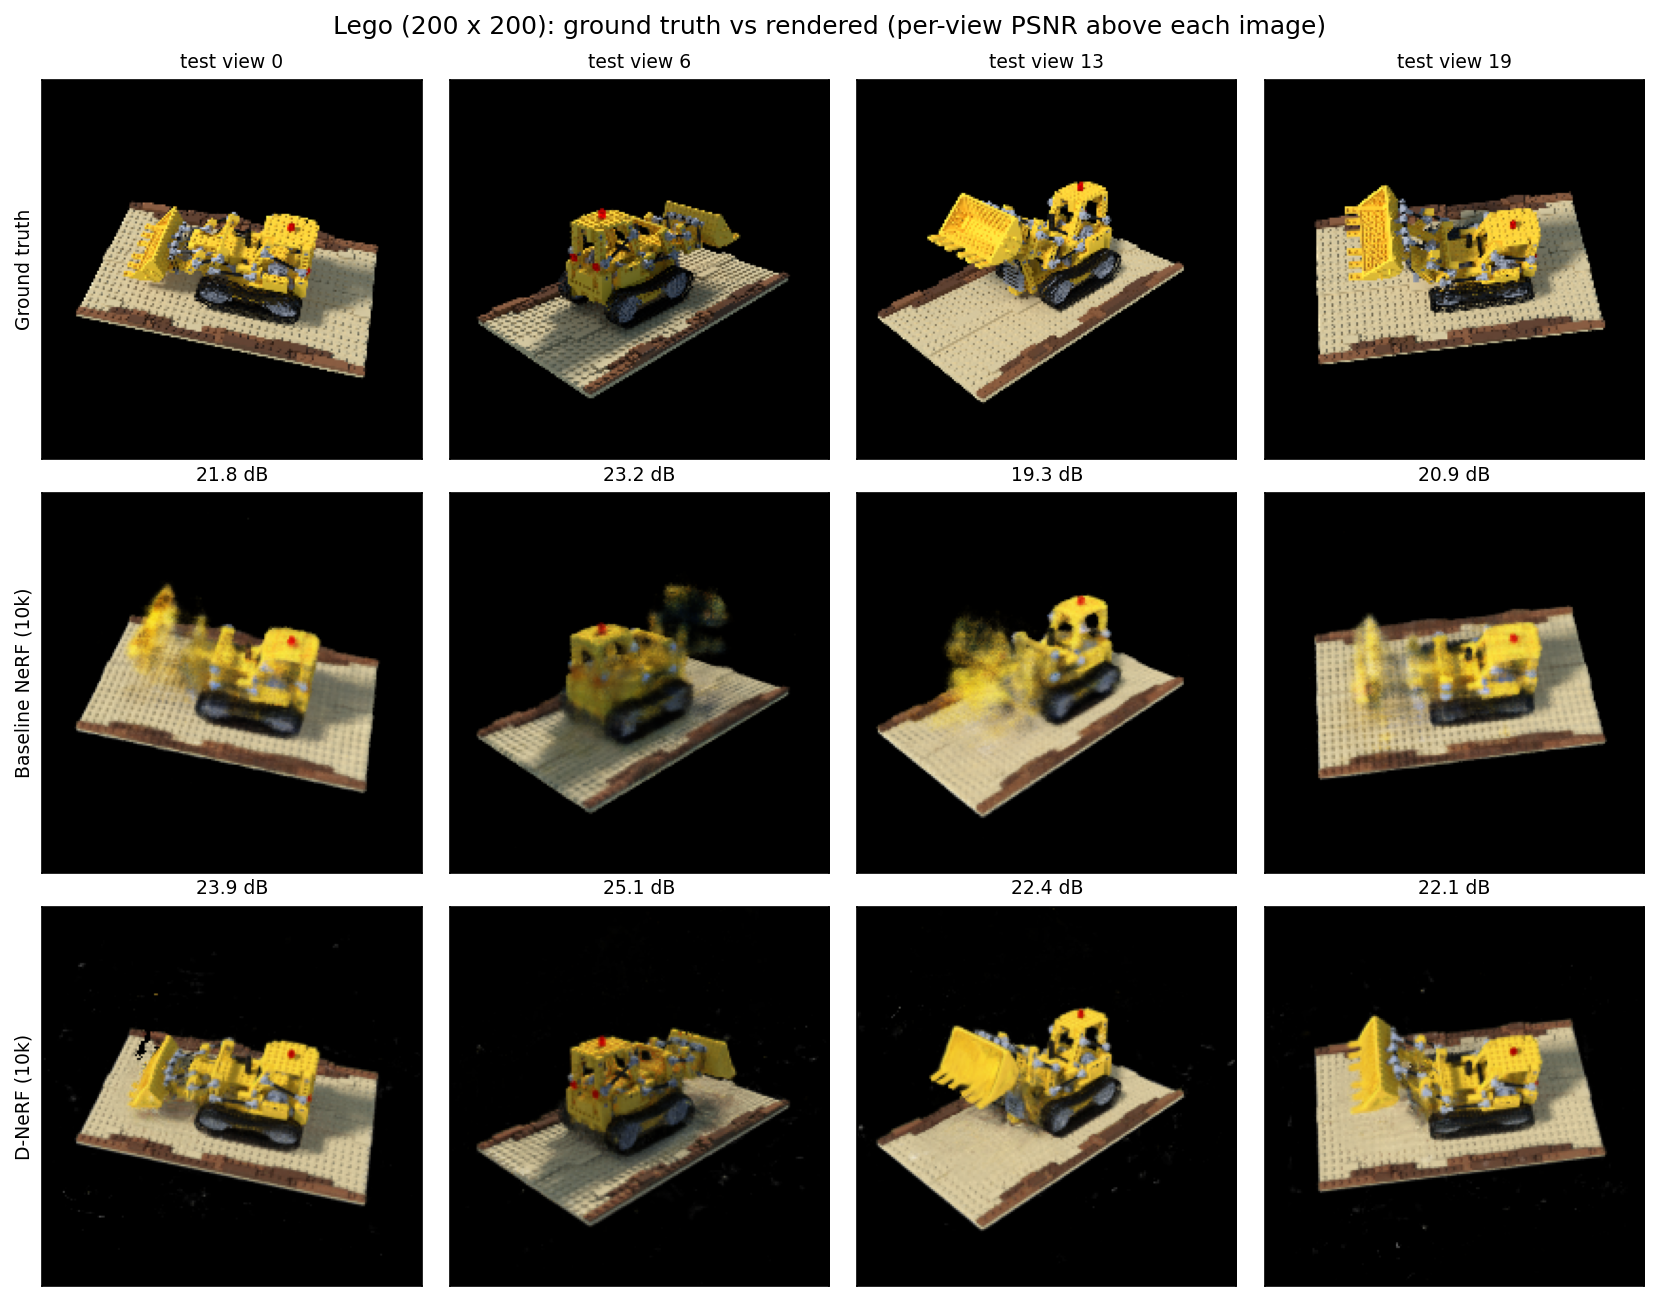 Lego (200 x 200): ground truth vs rendered (per-view PSNR above each image)
test view 0
test view 6
test view 13
test view 19
Ground truth
21.8 dB
23.2 dB
19.3 dB
20.9 dB
Baseline NeRF (10k)
23.9 dB
25.1 dB
22.4 dB
22.1 dB
D-NeRF (10k)